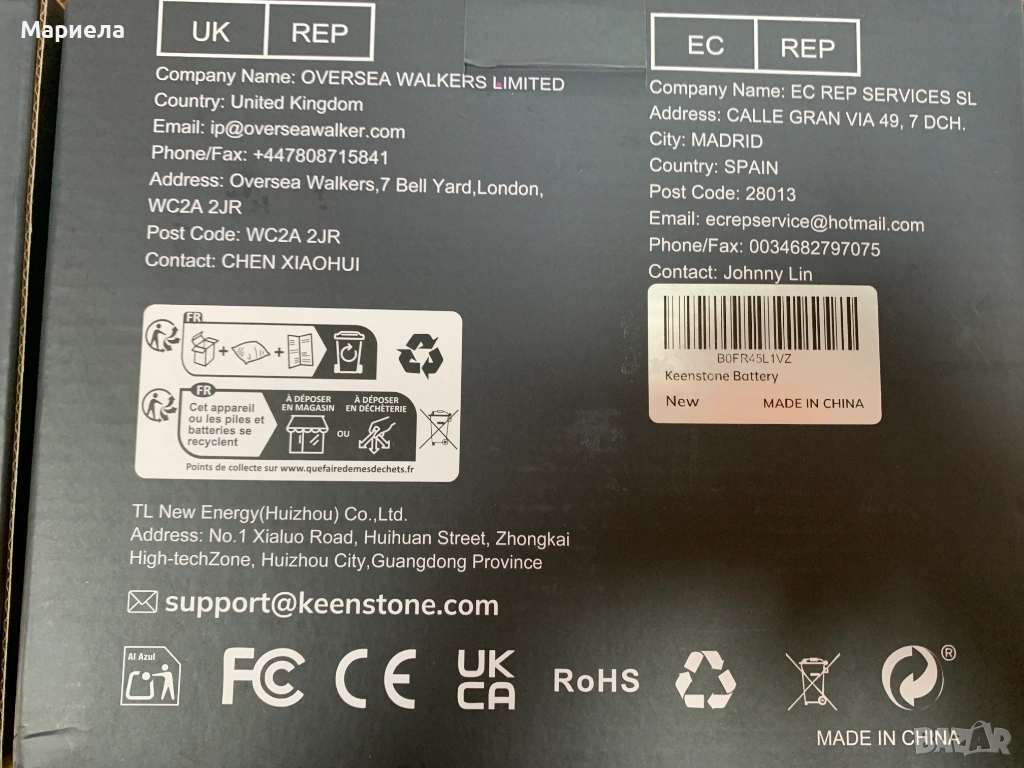 Мариела
UK REP
Company Name: OVERSEA WALKERS LIMITED
Country: United Kingdom
Email: ip@overseawalker.com
Phone/Fax: +447808715841
Address: Oversea Walkers,7 Bell Yard,London,
WC2A 2JR
Post Code: WC2A 2JR
Contact: CHEN XIAOHUI
EC REP
Company Name: EC REP SERVICES SL
Address: CALLE GRAN VIA 49, 7 DCH.
City: MADRID
Country: SPAIN
Post Code: 28013
Email: ecrepservice@hotmail.com
Phone/Fax: 0034682797075
Contact: Johnny Lin
FR
FR
Cet appareil
ou les piles et
batteries se
recyclent
À DÉPOSER
EN MAGASIN
OU
À DÉPOSER
EN DÉCHÈTERIE
Points de collecte sur www.quefairedemesdechets.fr
B0FR45L1VZ
Keenstone Battery
New MADE IN CHINA
TL New Energy(Huizhou) Co.,Ltd.
Address: No.1 Xialuo Road, Huihuan Street, Zhongkai
High-techZone, Huizhou City,Guangdong Province
support@keenstone.com
Al Azul
FC CE UK
CA
RoHS
®
MADE IN CHINA
BAZAR